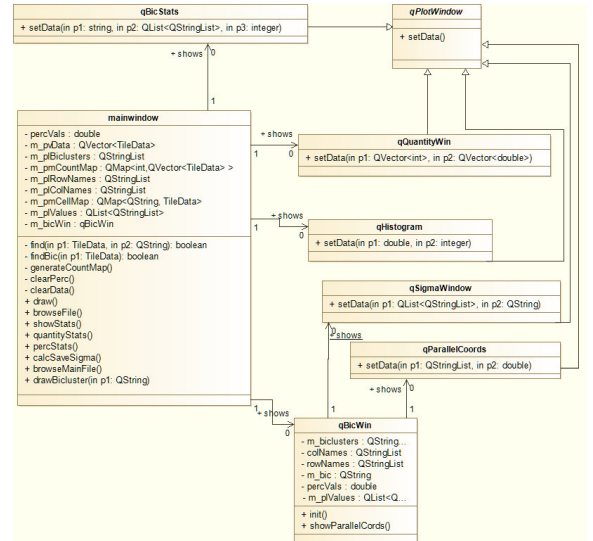 qBicStats
+ setData(in p1: string, in p2: QList<QStringList>, in p3: integer)
qPlotWindow
+ setData()
+ shows
0
1
mainwindow
- percVals : double
- m_pvData : QVector<TileData>
- m_plBiclusters : QStringList
- m_pmCountMap : QMap<int,QVector<TileData> >
- m_plRowNames : QStringList
- m_plColNames : QStringList
- m_pmCellMap : QMap<QString, TileData>
- m_plValues : QList<QStringList>
- m_bicWin : qBicWin
- find(in p1: TileData, in p2: QString): boolean
- findBic(in p1: TileData): boolean
- generateCountMap()
- clearPerc()
- clearData()
+ draw()
+ browseFile()
+ showStats()
+ quantityStats()
+ percStats()
+ calcSaveSigma()
+ browseMainFile()
+ drawBicluster(in p1: QString)
+ shows
1
0
qQuantityWin
+ setData(in p1: QVector<int>, in p2: QVector<double>)
+ shows
1
0
qHistogram
+ setData(in p1: double, in p2: integer)
qSigmaWindow
+ setData(in p1: QList<QStringList>, in p2: QString)
0
+ shows
qParallelCoords
+ setData(in p1: QStringList, in p2: double)
+ shows
0
1
1
1
+ shows
0
qBicWin
- m_biclusters : QString...
- colNames : QStringList
- rowNames : QStringList
- m_bic : QString
- percVals : double
- m_plValues : QList<Q...
+ init()
+ showParallelCords()